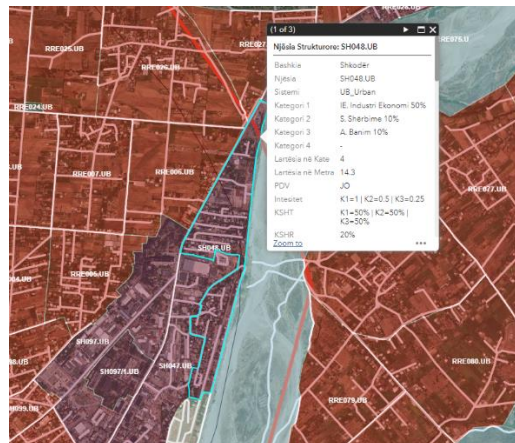 (1 of 3)
Njësia Strukturore: SH048.UB
Bashkia Shkodër
Njësia SH048.UB
Sistemi UB_Urban
Kategori 1 IE. Industri Ekonomi 50%
Kategori 2 S. Shërbime 10%
Kategori 3 A. Banim 10%
Kategori 4 -
Lartësia në Kate 4
Lartësia në Metra 14.3
PDV JO
Intesitet K1=1 | K2=0.5 | K3=0.25
KSHT K1=50% | K2=50% |
K3=50%
KSHR 20%
Zoom to
RRE025.UB
RRE026.UB
RRE027
RRE024.UB
RRE007.UB
RRE006.UB
RRE077.UB
SH048.UB
RRE005.UB
SH097.UB
SH097/1.UB
SH047.UB
RRE080.UB
RRE079.UB